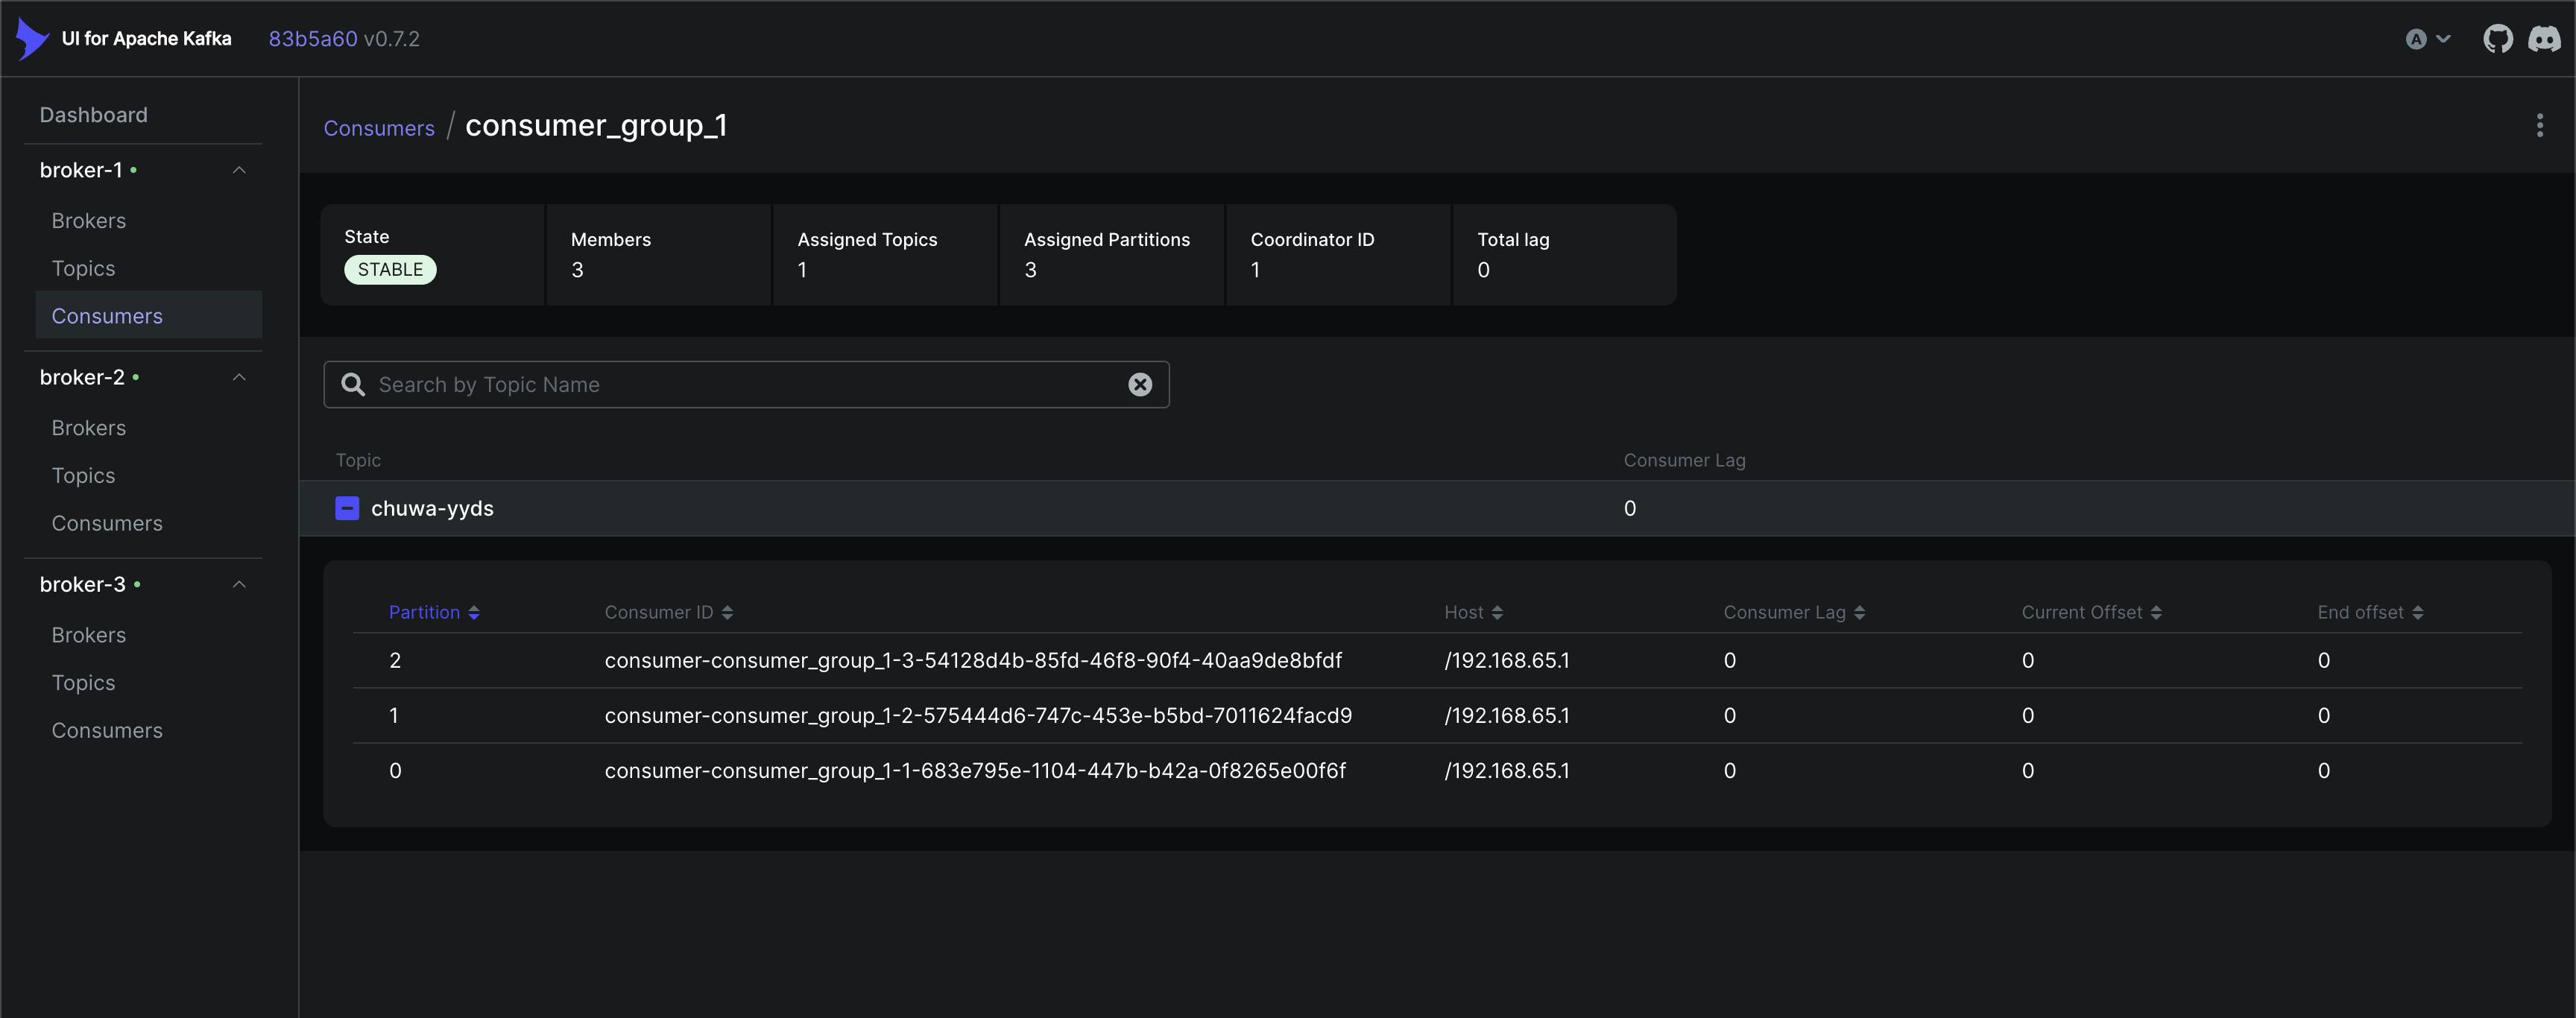 UI for Apache Kafka 83b5a60 v0.7.2 A
Dashboard
broker-1
Brokers
Topics
Consumers
broker-2
Brokers
Topics
Consumers
broker-3
Brokers
Topics
Consumers
Consumers / consumer_group_1
State
STABLE
Members
3
Assigned Topics
1
Assigned Partitions
3
Coordinator ID
1
Total lag
0
Search by Topic Name
Topic Consumer Lag
chuwa-yyds 0
Partition Consumer ID Host Consumer Lag Current Offset End offset
2 consumer-consumer_group_1-3-54128d4b-85fd-46f8-90f4-40aa9de8bfdf /192.168.65.1 0 0 0
1 consumer-consumer_group_1-2-575444d6-747c-453e-b5bd-7011624facd9 /192.168.65.1 0 0 0
0 consumer-consumer_group_1-1-683e795e-1104-447b-b42a-0f8265e00f6f /192.168.65.1 0 0 0